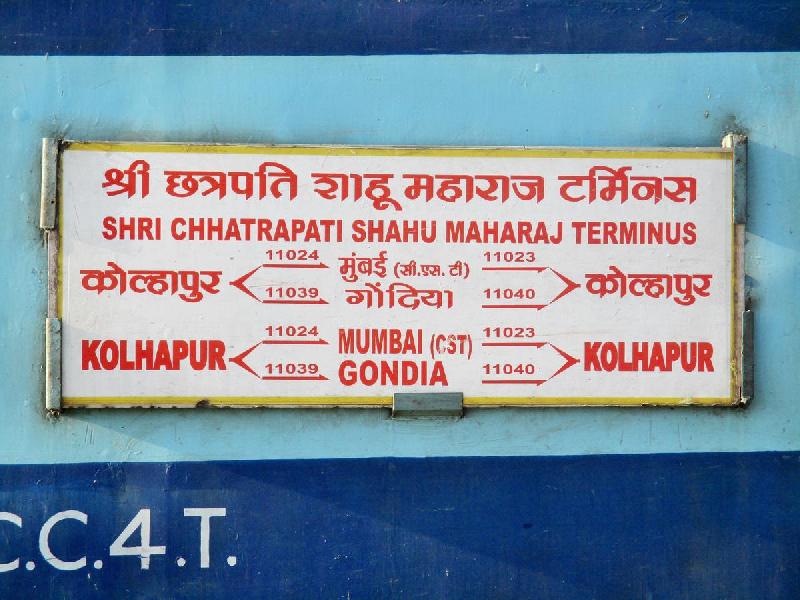 श्री छत्रपति शाहू महाराज टर्मिनस
SHRI CHHATRAPATI SHAHU MAHARAJ TERMINUS
कोल्हापुर 11024 मुंबई (सी.एस. टी) 11023 कोल्हापुर
11039 गोंदिया 11040
KOLHAPUR 11024 MUMBAI (CST) 11023 KOLHAPUR
11039 GONDIA 11040
C.C.4.T.